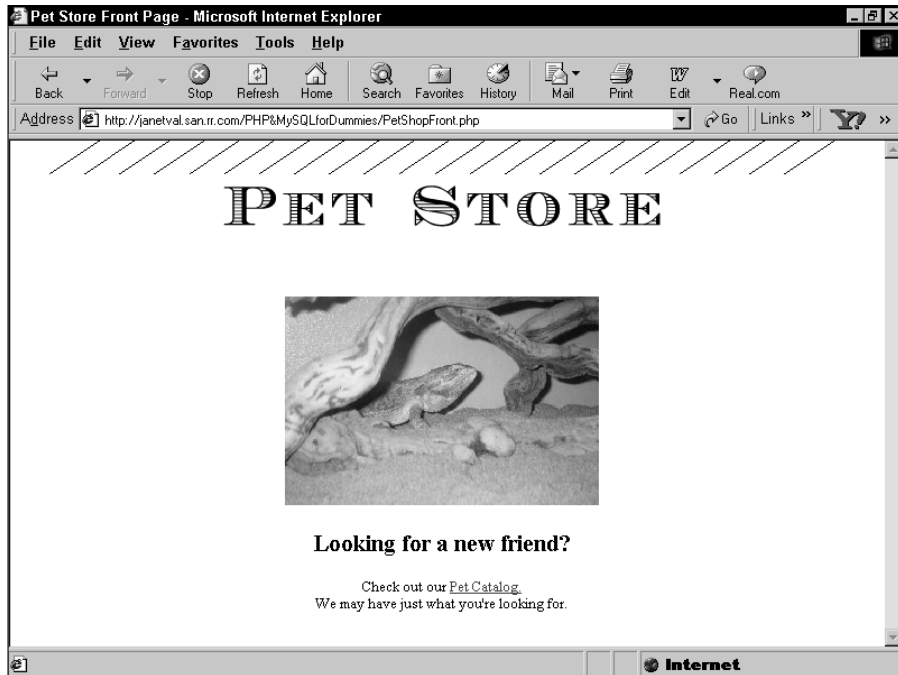 Pet Store Front Page - Microsoft Internet Explorer
File Edit View Favorites Tools Help
Back Forward Stop Refresh Home Search Favorites History Mail Print Edit Real.com
Address http://janetval.san.rr.com/PHP&MySQLforDummies/PetShopFront.php Go Links » Y? »
PET STORE
Looking for a new friend?
Check out our Pet Catalog.
We may have just what you're looking for.
Internet